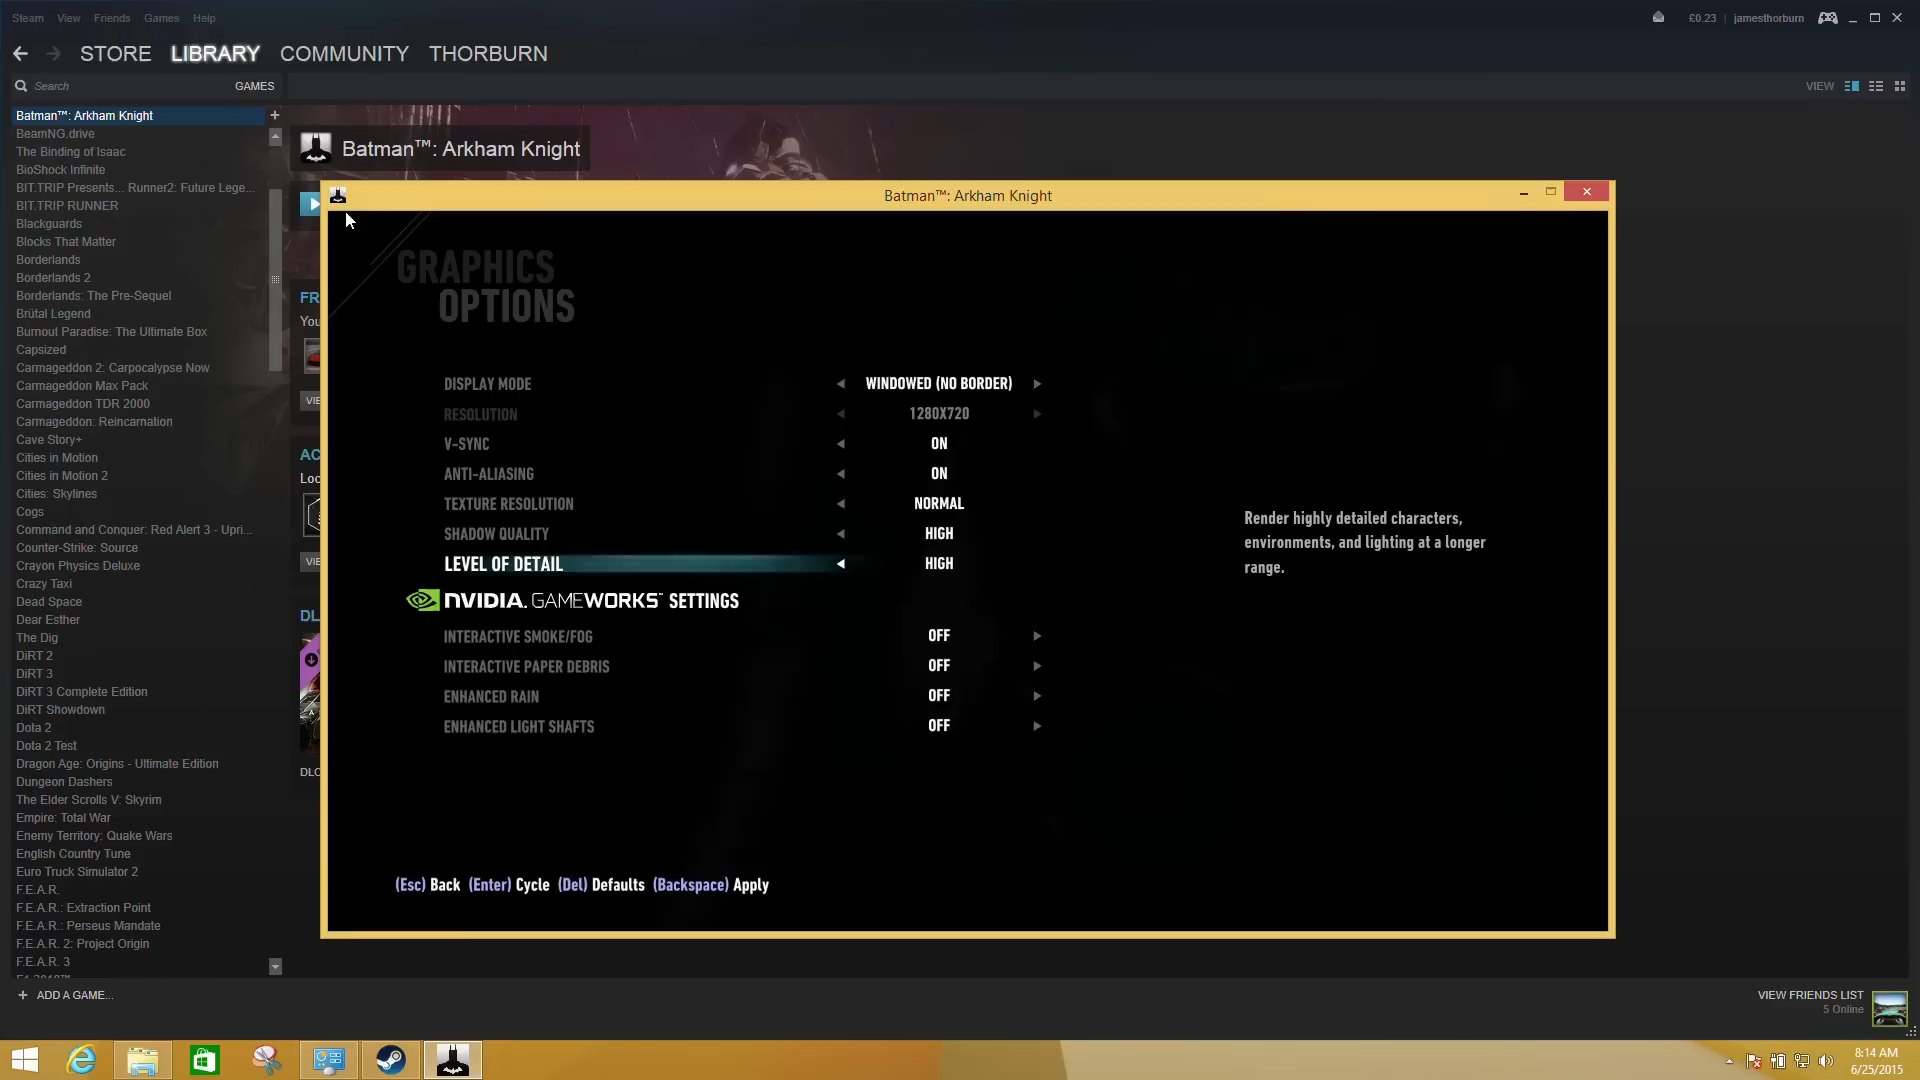 Steam View Friends Games Help
£0.23 | jamesthorburn
STORE LIBRARY COMMUNITY THORBURN
Search GAMES
VIEW
Batman™: Arkham Knight
BeamNG.drive
The Binding of Isaac
BioShock Infinite
BIT.TRIP Presents... Runner2: Future Lege...
BIT.TRIP RUNNER
Blackguards
Blocks That Matter
Borderlands
Borderlands 2
Borderlands: The Pre-Sequel
Brütal Legend
Burnout Paradise: The Ultimate Box
Capsized
Carmageddon 2: Carpocalypse Now
Carmageddon Max Pack
Carmageddon TDR 2000
Carmageddon: Reincarnation
Cave Story+
Cities in Motion
Cities in Motion 2
Cities: Skylines
Cogs
Command and Conquer: Red Alert 3 - Upri...
Counter-Strike: Source
Crayon Physics Deluxe
Crazy Taxi
Dead Space
Dear Esther
The Dig
DiRT 2
DiRT 3
DiRT 3 Complete Edition
DiRT Showdown
Dota 2
Dota 2 Test
Dragon Age: Origins - Ultimate Edition
Dungeon Dashers
The Elder Scrolls V: Skyrim
Empire: Total War
Enemy Territory: Quake Wars
English Country Tune
Euro Truck Simulator 2
F.E.A.R.
F.E.A.R.: Extraction Point
F.E.A.R.: Perseus Mandate
F.E.A.R. 2: Project Origin
F.E.A.R. 3
+ ADD A GAME...
Batman™: Arkham Knight
FR
You
VIE
AC
Loc
VIE
DL
DLC
Batman™: Arkham Knight
GRAPHICS
OPTIONS
DISPLAY MODE WINDOWED (NO BORDER)
RESOLUTION 1280X720
V-SYNC ON
ANTI-ALIASING ON
TEXTURE RESOLUTION NORMAL
SHADOW QUALITY HIGH
LEVEL OF DETAIL HIGH
NVIDIA. GAMEWORKS™ SETTINGS
INTERACTIVE SMOKE/FOG OFF
INTERACTIVE PAPER DEBRIS OFF
ENHANCED RAIN OFF
ENHANCED LIGHT SHAFTS OFF
Render highly detailed characters,
environments, and lighting at a longer
range.
(Esc) Back (Enter) Cycle (Del) Defaults (Backspace) Apply
VIEW FRIENDS LIST
5 Online
8:14 AM
6/25/2015